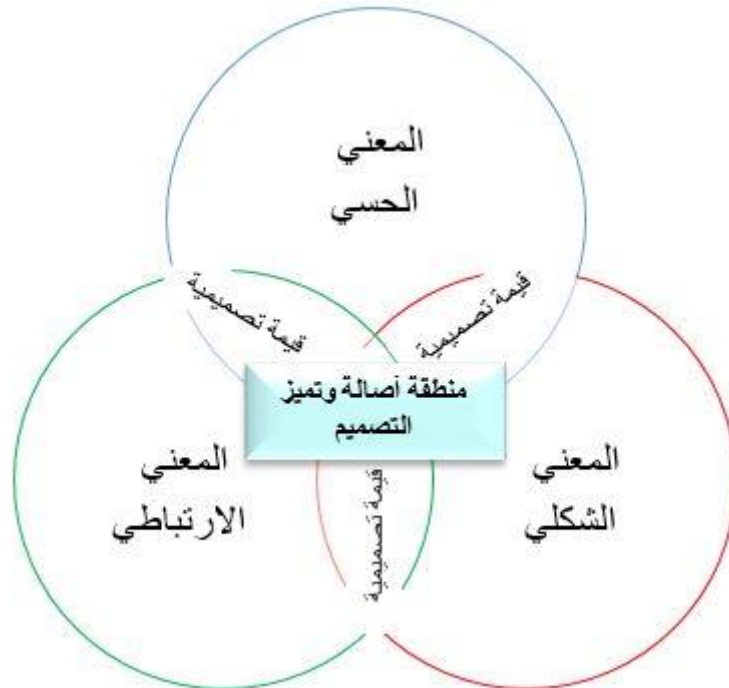 المعني
الحسي
قيمة تصميمية
قيمة تصميمية
منطقة أصالة وتميز
التصميم
المعني
الشكلي
المعني
الارتباطي
قيمة تصميمية